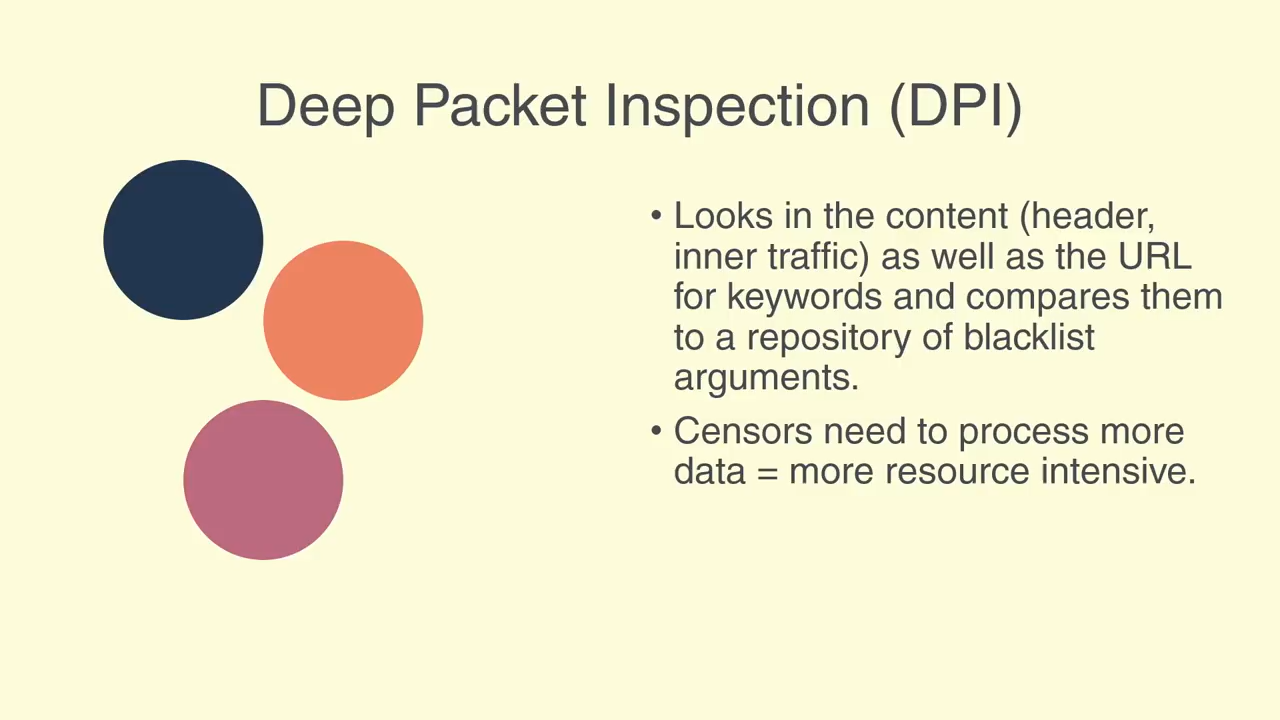 Deep Packet Inspection (DPI)
• Looks in the content (header,
inner traffic) as well as the URL
for keywords and compares them
to a repository of blacklist
arguments.
• Censors need to process more
data = more resource intensive.